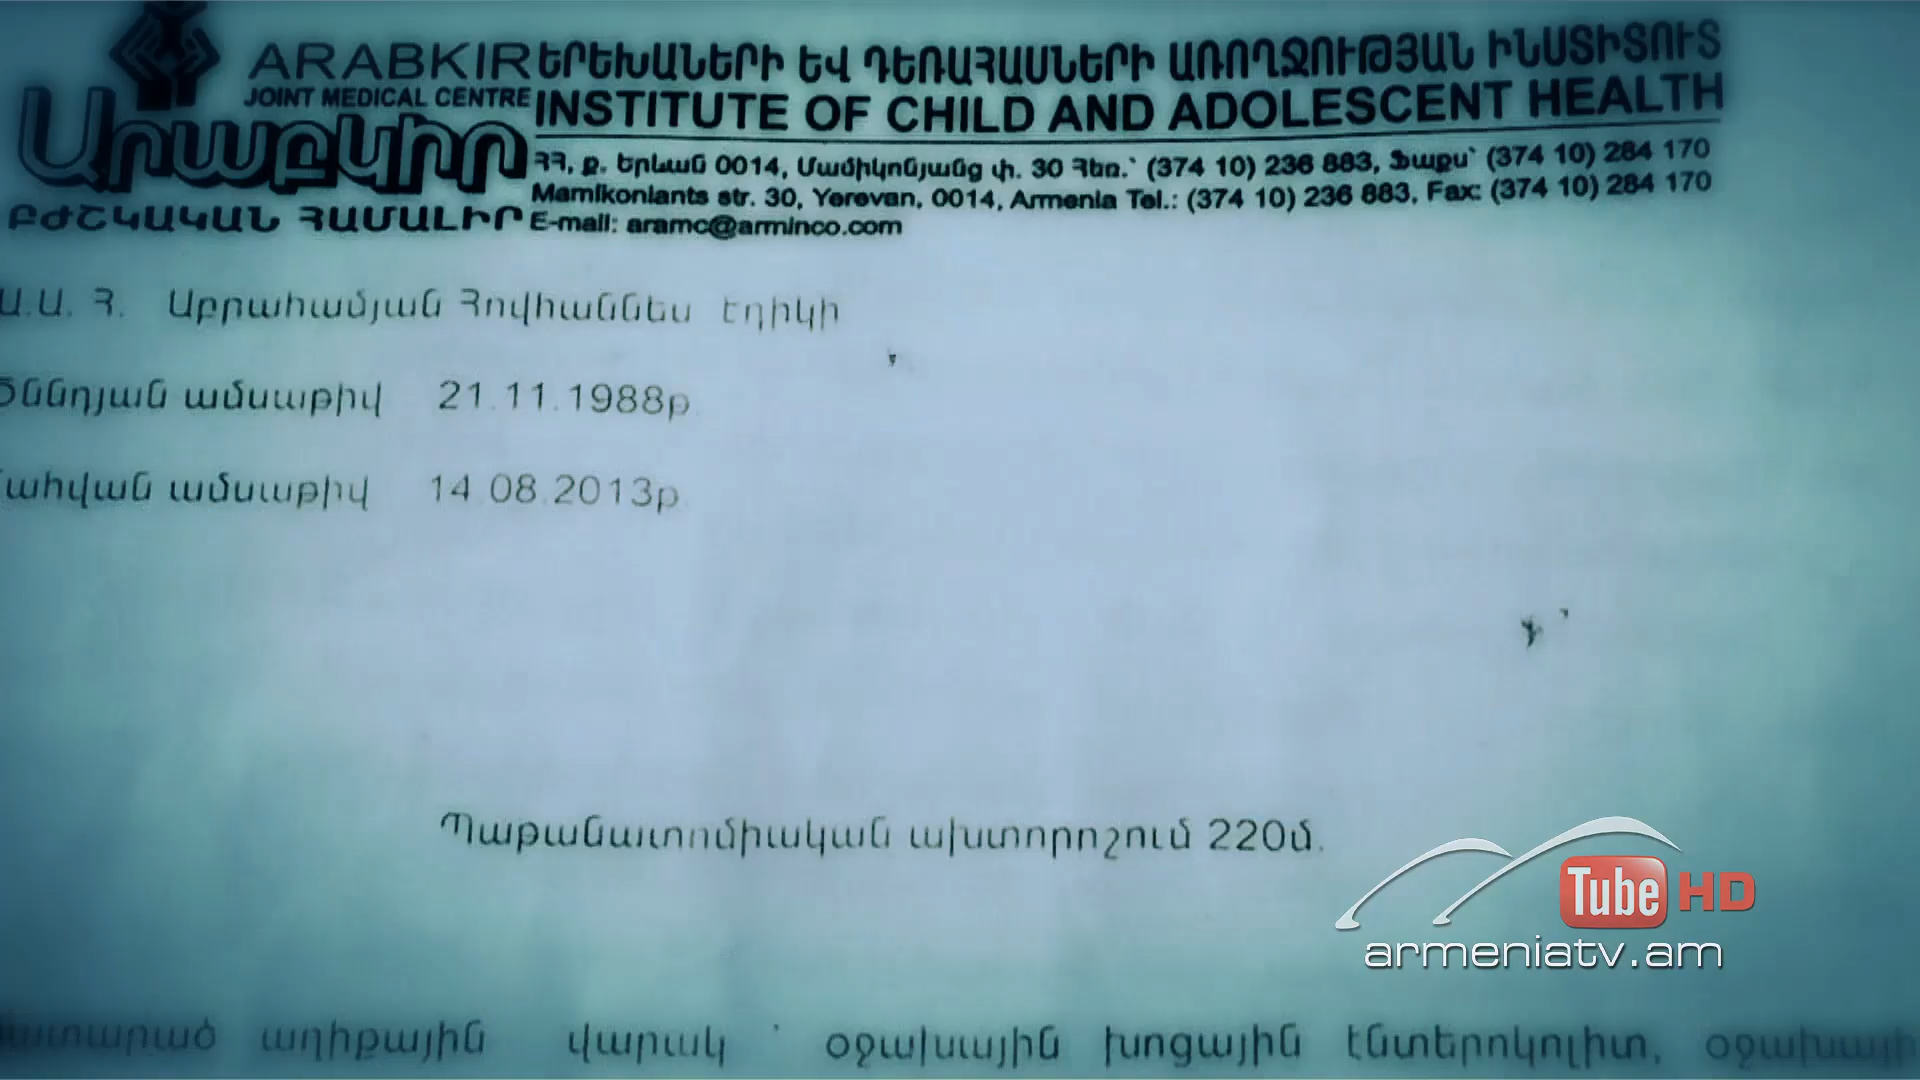 ARABKIR
JOINT MEDICAL CENTRE
Արաբկիր
ԲԺՇԿԱԿԱՆ ՀԱՄԱԼԻՐ
ԵՐԵԽԱՆԵՐԻ ԵՎ ԴԵՌԱՀԱՍՆԵՐԻ ԱՌՈՂՋՈՒԹՅԱՆ ԻՆՍՏԻՏՈՒՏ
INSTITUTE OF CHILD AND ADOLESCENT HEALTH
ՀՀ, ք. Երևան 0014, Մամիկոնյանց փ. 30 Հեռ.՝ (374 10) 236 883, Ֆաքս՝ (374 10) 284 170
Mamikoniants str. 30, Yerevan, 0014, Armenia Tel.: (374 10) 236 883, Fax: (374 10) 284 170
E-mail: aramc@arminco.com
Ա.Ա. Հ. Աբրահամյան Հովհաննես Էդիկի
Ծննդյան ամսաթիվ 21.11.1988թ.
Մահվան ամսաթիվ 14.08.2013թ.
Պաթանատոմիական ախտորոշում 220մ.
աղիքային վարակ ՝ օջախային խոցային էնտերոկոլիտ,
Tube HD
armeniatv.am